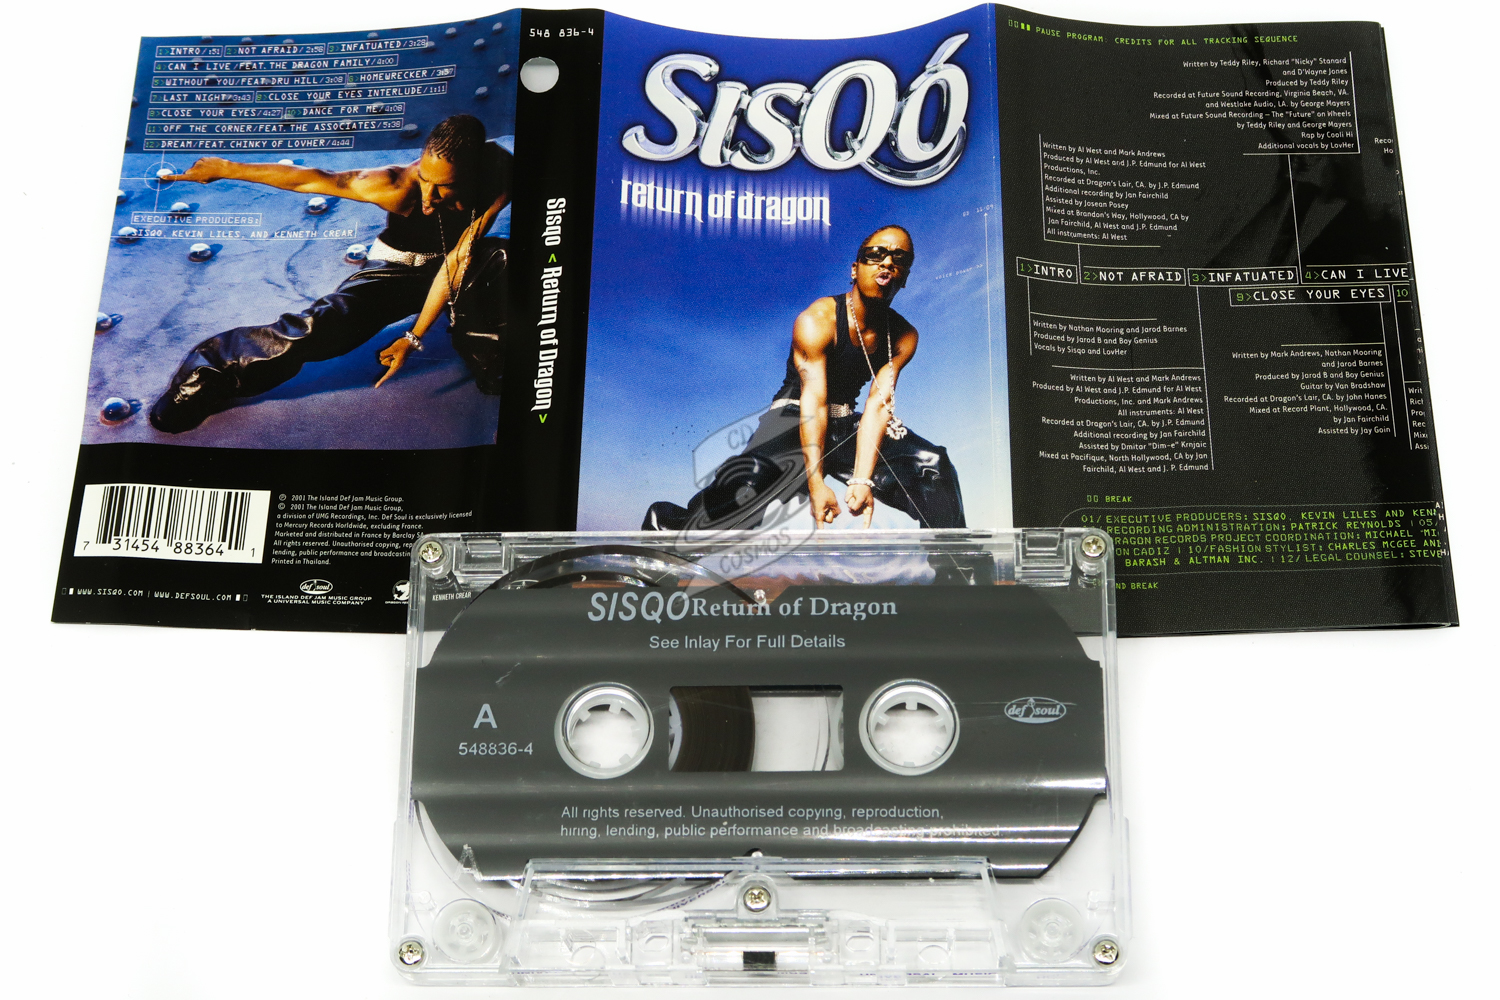 1>INTRO/:51 2>NOT AFRAID/2:58 3>INFATUATED/3:28
4>CAN I LIVE/FEAT. THE DRAGON FAMILY/4:00
5>WITHOUT YOU/FEAT DRU HILL/3:08 6>HOMEWRECKER/3:57
7>LAST NIGHT/3:43 8>CLOSE YOUR EYES INTERLUDE/1:11
9>CLOSE YOUR EYES/4:27 10>DANCE FOR ME/4:08
11>OFF THE CORNER/FEAT. THE ASSOCIATES/5:38
12>DREAM/FEAT. CHINKY OF LOVHER/4:44
EXECUTIVE PRODUCERS:
SISQO, KEVIN LILES, AND KENNETH CREAR
7 31454 88364 1
℗ 2001 The Island Def Jam Music Group.
© 2001 The Island Def Jam Music Group,
a division of UMG Recordings, Inc. Def Soul is exclusively licensed
to Mercury Records Worldwide, excluding France.
Marketed and distributed in France by Barclay
All rights reserved. Unauthorised copying,
lending, public performance and broadcasting
Printed in Thailand.
WWW.SISQO.COM | WWW.DEFSOUL.COM
def soul
THE ISLAND DEF JAM MUSIC GROUP
A UNIVERSAL MUSIC COMPANY
548 836-4
Sisqo < Return of Dragon >
SISQÓ
return of dragon
CD
COSMOS
PAUSE PROGRAM: CREDITS FOR ALL TRACKING SEQUENCE
Written by Teddy Riley, Richard "Nicky" Stanard
and D'Wayne Jones
Produced by Teddy Riley
Recorded at Future Sound Recording, Virginia Beach, VA.
and Westlake Audio, LA. by George Mayers
Mixed at Future Sound Recording – The "Future" on Wheels
by Teddy Riley and George Mayers
Rap by Cooli Hi
Additional vocals by LovHer
Written by Al West and Mark Andrews
Produced by Al West and J.P. Edmund for Al West
Productions, Inc.
Recorded at Dragon's Lair, CA. by J.P. Edmund
Additional recording by Jan Fairchild
Assisted by Josean Posey
Mixed at Brandon's Way, Hollywood, CA by
Jan Fairchild, Al West and J.P. Edmund
All instruments: Al West
1>INTRO 2>NOT AFRAID 3>INFATUATED 4>CAN I LIVE
9>CLOSE YOUR EYES 10
Written by Nathan Mooring and Jarod Barnes
Produced by Jarod B and Boy Genius
Vocals by Sisqo and LovHer
Written by Al West and Mark Andrews
Produced by Al West and J.P. Edmund for Al West
Productions, Inc. and Mark Andrews
All instruments: Al West
Recorded at Dragon's Lair, CA. by J.P. Edmund
Additional recording by Jan Fairchild
Assisted by Dmitar "Dim-e" Krnjaic
Mixed at Pacifique, North Hollywood, CA by Jan
Fairchild, Al West and J. P. Edmund
Written by Mark Andrews, Nathan Mooring
and Jarod Barnes
Produced by Jarod B and Boy Genius
Guitar by Van Bradshaw
Recorded at Dragon's Lair, CA. by John Hanes
Mixed at Record Plant, Hollywood, CA.
by Jan Fairchild
Assisted by Jay Goin
BREAK
01/EXECUTIVE PRODUCERS: SISQO, KEVIN LILES AND
RECORDING ADMINISTRATION: PATRICK REYNOLDS | 05/
DRAGON RECORDS PROJECT COORDINATION: MICHAEL
ON CADIZ | 10/FASHION STYLIST: CHARLES MCGEE
BARASH & ALTMAN INC. | 12/LEGAL COUNSEL:
BREAK
KENNETH CREAR
SISQO Return of Dragon
See Inlay For Full Details
A
548836-4
def soul
All rights reserved. Unauthorised copying, reproduction,
hiring, lending, public performance and broadcasting prohibited